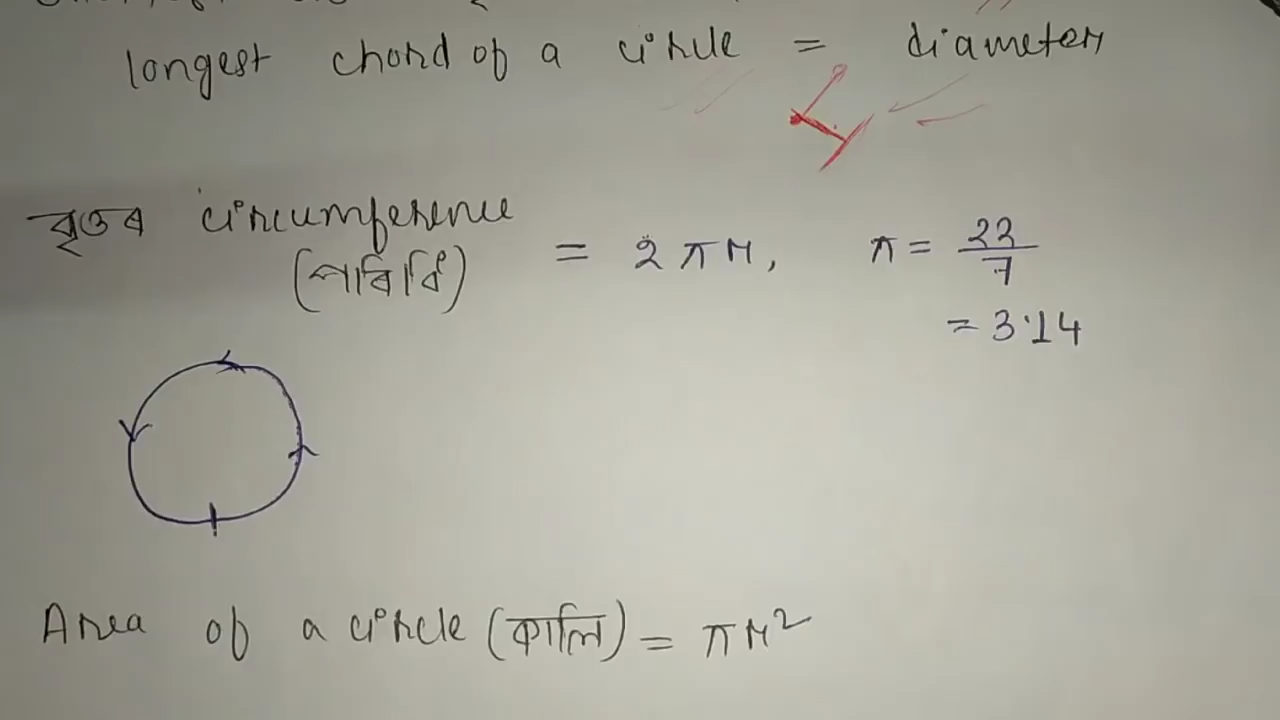 longest chord of a circle = diameter
বৃত্তৰ circumference
(পৰিধি) = 2πr, π = 22/7
= 3.14
Area of a circle (কালি) = πr²